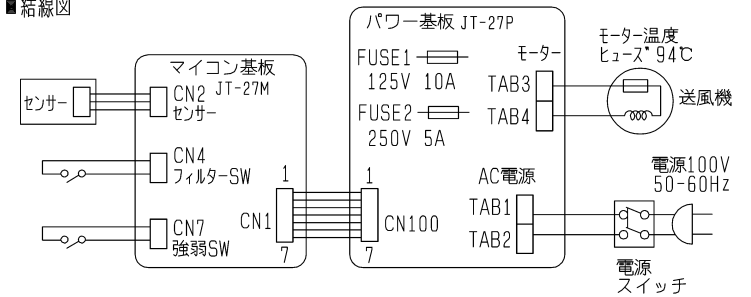 ■結線図
パワー基板 JT-27P
FUSE1
125V 10A
FUSE2
250V 5A
モーター
TAB3
TAB4
モーター温度
ヒューズ 94℃
送風機
マイコン基板
JT-27M
センサー
CN2
センサー
CN4
フィルターSW
CN7
強弱SW
1
CN1
7
1
CN100
7
AC電源
TAB1
TAB2
電源100V
50-60Hz
電源
スイッチ